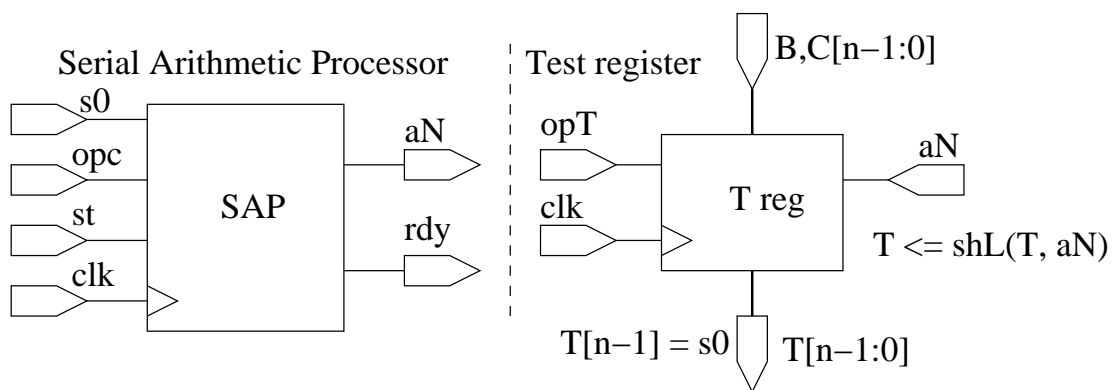 Serial Arithmetic Processor
s0
opc
st
clk
SAP
aN
rdy
Test register
B,C[n−1:0]
opT
clk
T reg
aN
T <= shL(T, aN)
T[n−1] = s0
T[n−1:0]